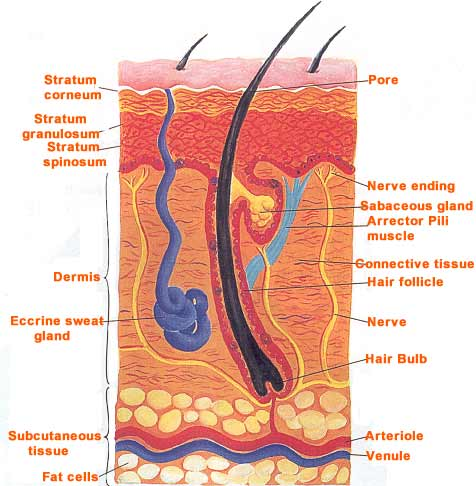 Stratum
corneum
Stratum
granulosum
Stratum
spinosum
Dermis
Eccrine sweat
gland
Subcutaneous
tissue
Fat cells
Pore
Nerve ending
Sabaceous gland
Arrector Pili
muscle
Connective tissue
Hair follicle
Nerve
Hair Bulb
Arteriole
Venule